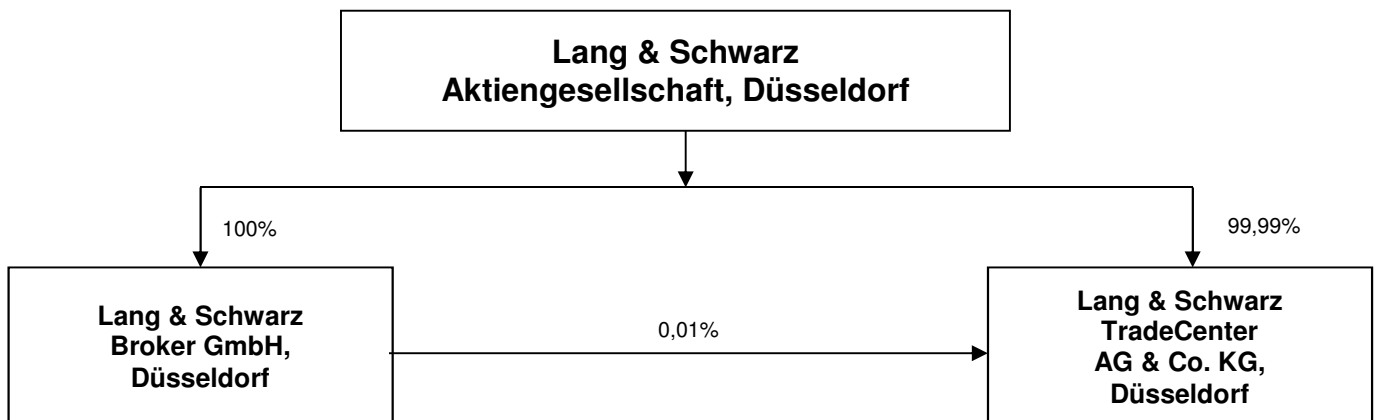 Lang & Schwarz
Aktiengesellschaft, Düsseldorf
100%
99,99%
Lang & Schwarz
Broker GmbH,
Düsseldorf
0,01%
Lang & Schwarz
TradeCenter
AG & Co. KG,
Düsseldorf